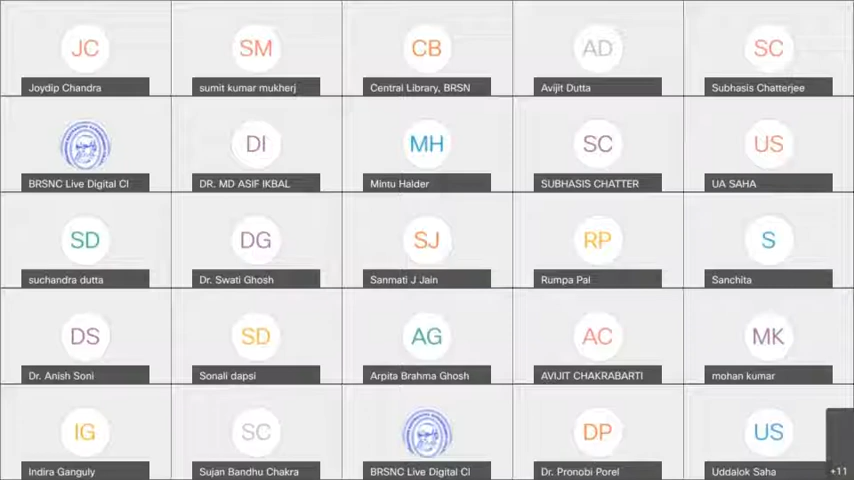 JC
SM
CB
AD
SC
Joydip Chandra
sumit kumar mukherj
Central Library, BRSN
Avijit Dutta
Subhasis Chatterjee
DI
MH
SC
US
BRSNC Live Digital Cl
DR. MD ASIF IKBAL
Mintu Halder
SUBHASIS CHATTER
UA SAHA
SD
DG
SJ
RP
S
suchandra dutta
Dr. Swati Ghosh
Sanmati J Jain
Rumpa Pal
Sanchita
DS
SD
AG
AC
MK
Dr. Anish Soni
Sonali dapsi
Arpita Brahma Ghosh
AVIJIT CHAKRABARTI
mohan kumar
IG
SC
DP
US
Indira Ganguly
Sujan Bandhu Chakra
BRSNC Live Digital Cl
Dr. Pronobi Porel
Uddalok Saha
+11